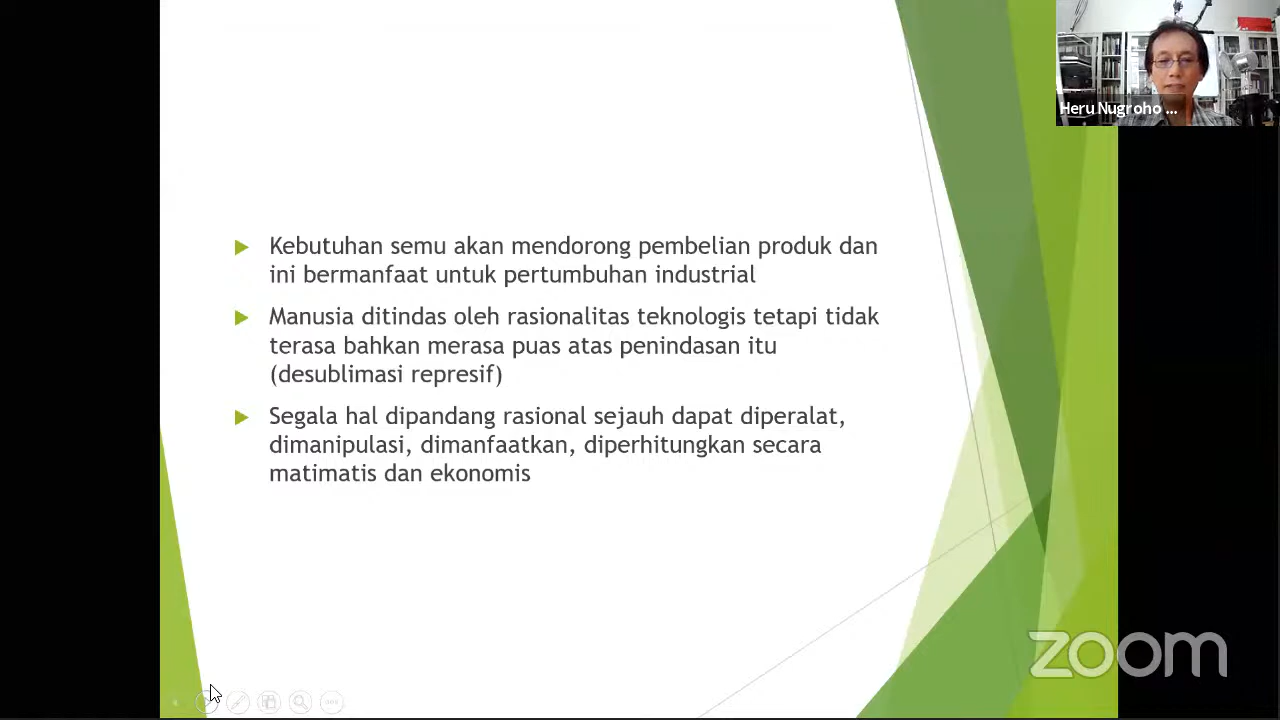 Heru Nugroho ...
Kebutuhan semu akan mendorong pembelian produk dan
ini bermanfaat untuk pertumbuhan industrial
Manusia ditindas oleh rasionalitas teknologis tetapi tidak
terasa bahkan merasa puas atas penindasan itu
(desublimasi represif)
Segala hal dipandang rasional sejauh dapat diperalat,
dimanipulasi, dimanfaatkan, diperhitungkan secara
matimatis dan ekonomis
zoom